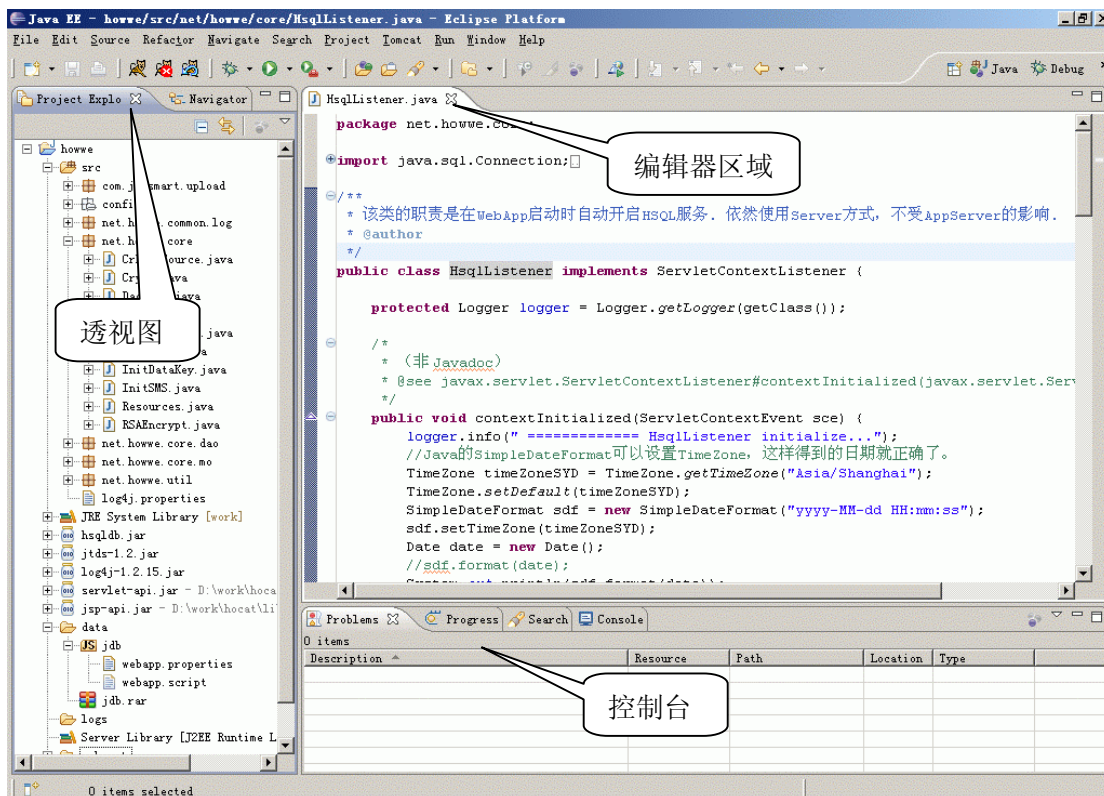 Java EE - howwe/src/net/howwe/core/HsqlListener.java - Eclipse Platform
File Edit Source Refactor Navigate Search Project Tomcat Run Window Help
Java Debug
Project Explo Navigator
howwe
src
com.j smart.upload
confi
net.h .common.log
net.h .core
Cr ource.java
Cry ava
Da .java
透视图
.java
a
InitDataKey.java
InitSMS.java
Resources.java
RSAEncrypt.java
net.howwe.core.dao
net.howwe.core.mo
net.howwe.util
log4j.properties
JRE System Library [work]
hsqldb.jar
jtds-1.2.jar
log4j-1.2.15.jar
servlet-api.jar - D:\work\hoca
jsp-api.jar - D:\work\hocat\li
data
jdb
webapp.properties
webapp.script
jdb.rar
logs
Server Library [J2EE Runtime L
HsqlListener.java
package net.howwe.co
编辑器区域
import java.sql.Connection;
/**
* 该类的职责是在WebApp启动时自动开启HSQL服务. 依然使用Server方式, 不受AppServer的影响.
* @author
*/
public class HsqlListener implements ServletContextListener {
protected Logger logger = Logger.getLogger(getClass());
/*
* (非 Javadoc)
* @see javax.servlet.ServletContextListener#contextInitialized(javax.servlet.Serv
*/
public void contextInitialized(ServletContextEvent sce) {
logger.info(" ============= HsqlListener initialize...");
//Java的SimpleDateFormat可以设置TimeZone, 这样得到的日期就正确了。
TimeZone timeZoneSYD = TimeZone.getTimeZone("Asia/Shanghai");
TimeZone.setDefault(timeZoneSYD);
SimpleDateFormat sdf = new SimpleDateFormat("yyyy-MM-dd HH:mm:ss");
sdf.setTimeZone(timeZoneSYD);
Date date = new Date();
//sdf.format(date);
Problems Progress Search Console
0 items
Description Resource Path Location Type
控制台
0 items selected